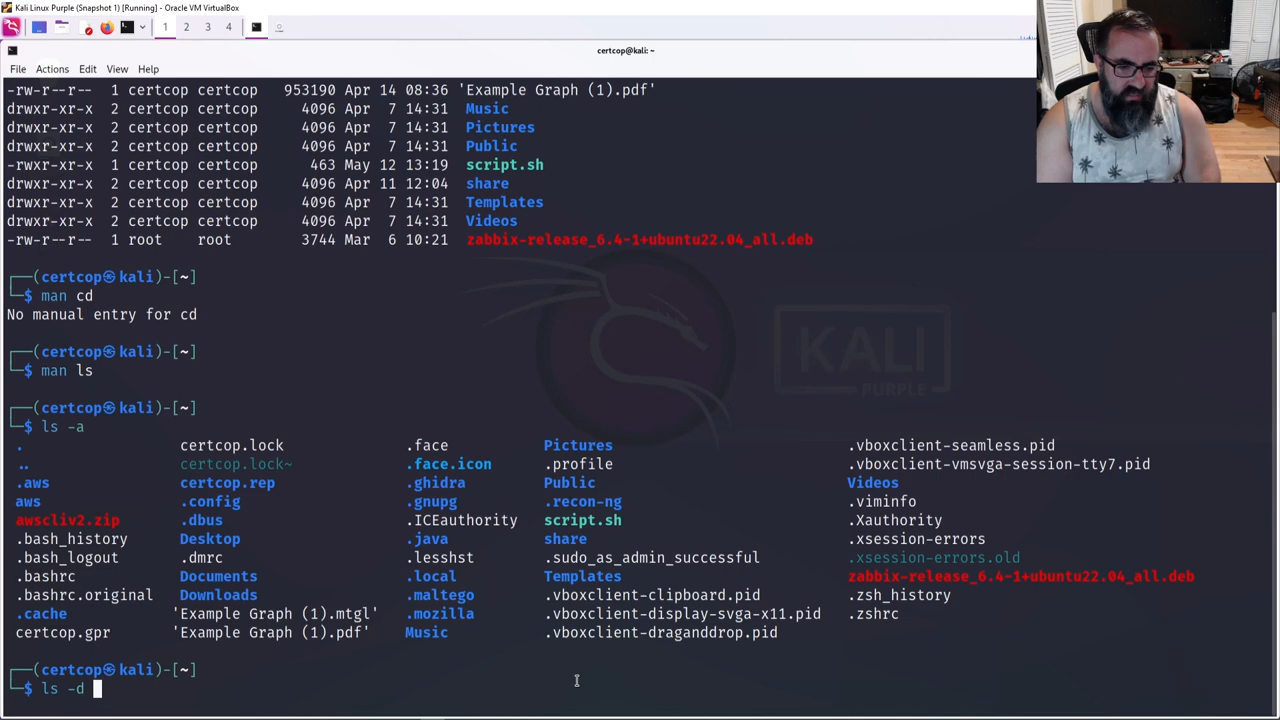 Kali Linux Purple (Snapshot 1) [Running] - Oracle VM VirtualBox
1 2 3 4
certcop@kali: ~
File Actions Edit View Help
-rw-r--r-- 1 certcop certcop 953190 Apr 14 08:36 'Example Graph (1).pdf'
drwxr-xr-x 2 certcop certcop 4096 Apr 7 14:31 Music
drwxr-xr-x 2 certcop certcop 4096 Apr 7 14:31 Pictures
drwxr-xr-x 2 certcop certcop 4096 Apr 7 14:31 Public
-rwxr-xr-x 1 certcop certcop 463 May 12 13:19 script.sh
drwxr-xr-x 2 certcop certcop 4096 Apr 11 12:04 share
drwxr-xr-x 2 certcop certcop 4096 Apr 7 14:31 Templates
drwxr-xr-x 2 certcop certcop 4096 Apr 7 14:31 Videos
-rw-r--r-- 1 root root 3744 Mar 6 10:21 zabbix-release_6.4-1+ubuntu22.04_all.deb
┌──(certcop㉿kali)-[~]
└─$ man cd
No manual entry for cd
┌──(certcop㉿kali)-[~]
└─$ man ls
┌──(certcop㉿kali)-[~]
└─$ ls -a
. certcop.lock .face Pictures .vboxclient-seamless.pid
.. certcop.lock~ .face.icon .profile .vboxclient-vmsvga-session-tty7.pid
.aws certcop.rep .ghidra Public Videos
aws .config .gnupg .recon-ng .viminfo
awscliv2.zip .dbus .ICEauthority script.sh .Xauthority
.bash_history Desktop .java share .xsession-errors
.bash_logout .dmrc .lesshst .sudo_as_admin_successful .xsession-errors.old
.bashrc Documents .local Templates zabbix-release_6.4-1+ubuntu22.04_all.deb
.bashrc.original Downloads .maltego .vboxclient-clipboard.pid .zsh_history
.cache 'Example Graph (1).mtgl' .mozilla .vboxclient-display-svga-x11.pid .zshrc
certcop.gpr 'Example Graph (1).pdf' Music .vboxclient-draganddrop.pid
┌──(certcop㉿kali)-[~]
└─$ ls -d
KALI
PURPLE